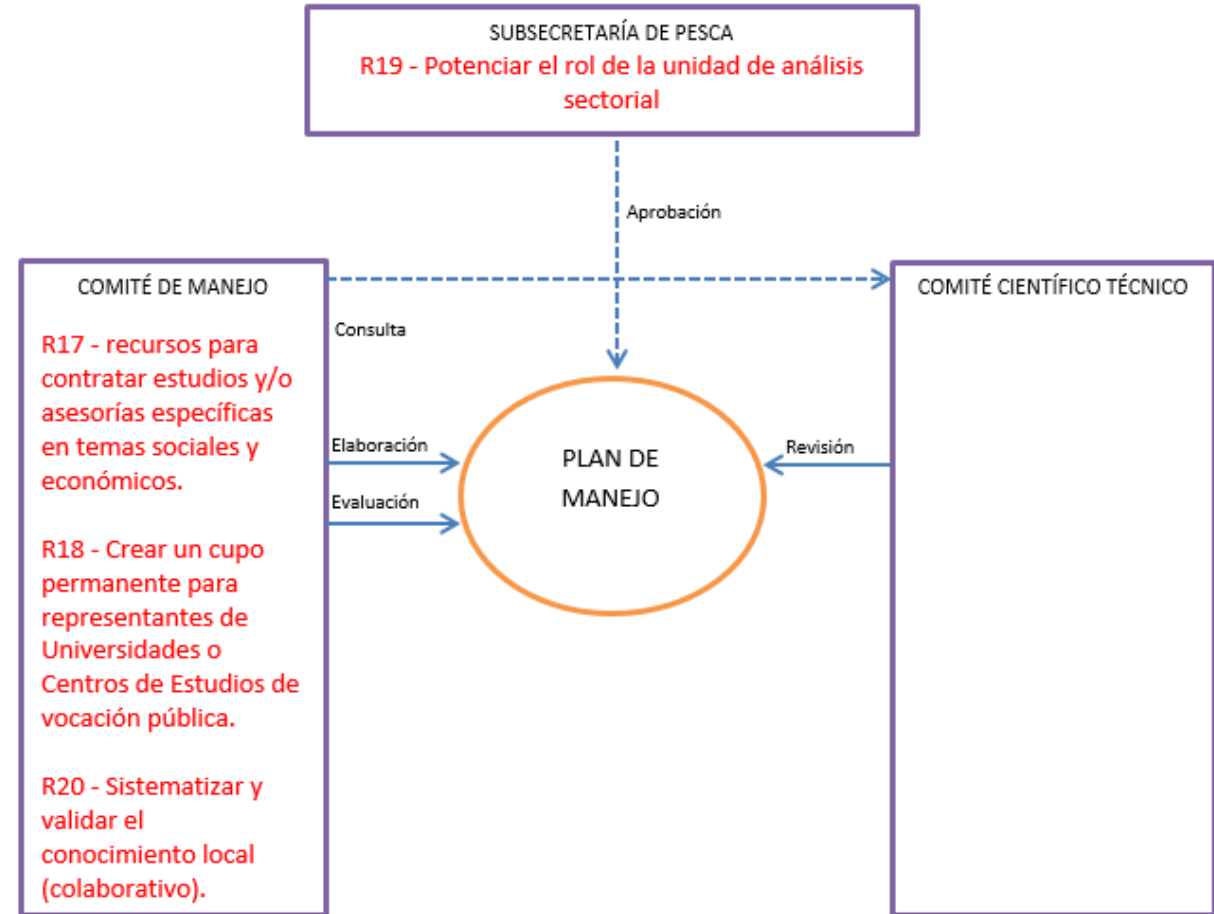 SUBSECRETARÍA DE PESCA
R19 - Potenciar el rol de la unidad de análisis
sectorial
Aprobación
COMITÉ DE MANEJO
R17 - recursos para
contratar estudios y/o
asesorías específicas
en temas sociales y
económicos.
R18 - Crear un cupo
permanente para
representantes de
Universidades o
Centros de Estudios de
vocación pública.
R20 - Sistematizar y
validar el
conocimiento local
(colaborativo).
Consulta
Elaboración
Evaluación
PLAN DE
MANEJO
Revisión
COMITÉ CIENTÍFICO TÉCNICO